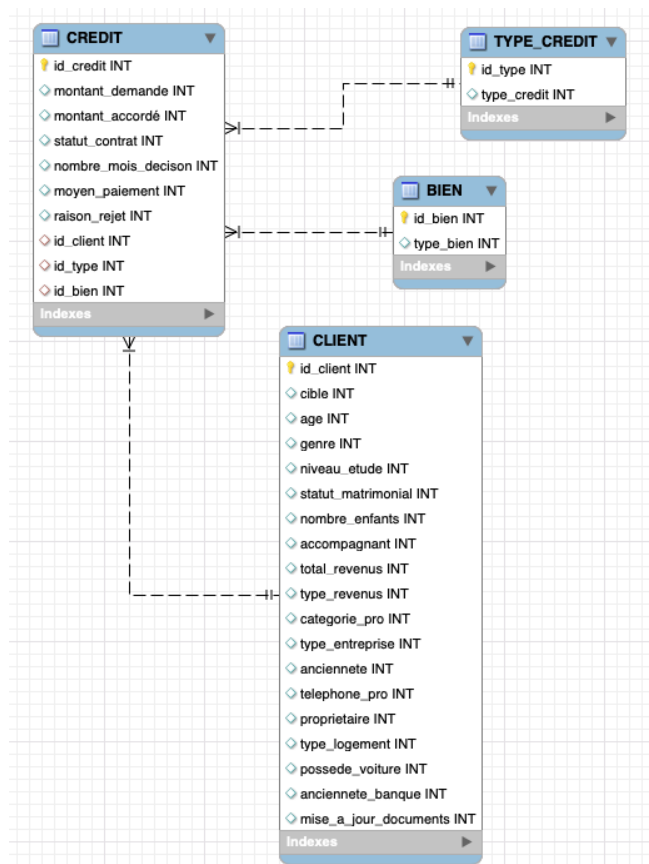 CREDIT
id_credit INT
montant_demande INT
montant_accordé INT
statut_contrat INT
nombre_mois_decison INT
moyen_paiement INT
raison_rejet INT
id_client INT
id_type INT
id_bien INT
Indexes
TYPE_CREDIT
id_type INT
type_credit INT
Indexes
BIEN
id_bien INT
type_bien INT
Indexes
CLIENT
id_client INT
cible INT
age INT
genre INT
niveau_etude INT
statut_matrimonial INT
nombre_enfants INT
accompagnant INT
total_revenus INT
type_revenus INT
categorie_pro INT
type_entreprise INT
anciennete INT
telephone_pro INT
proprietaire INT
type_logement INT
possede_voiture INT
anciennete_banque INT
mise_a_jour_documents INT
Indexes